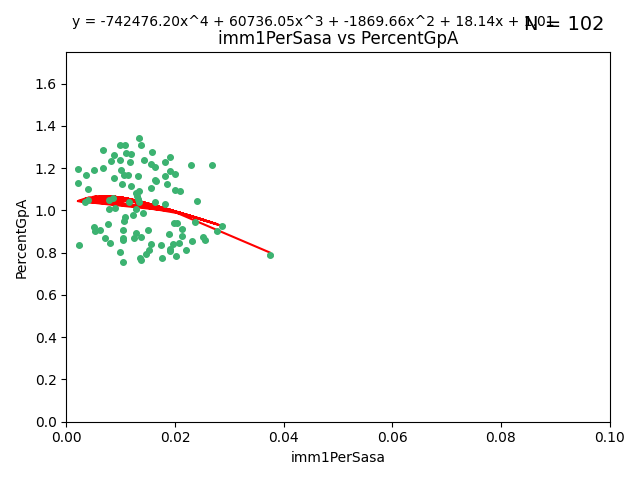 y = -742476.20x^4 + 60736.05x^3 + -1869.66x^2 + 18.14x + 1.01
N = 102
imm1PerSasa vs PercentGpA
PercentGpA
1.6
1.4
1.2
1.0
0.8
0.6
0.4
0.2
0.0
0.00 0.02 0.04 0.06 0.08 0.10
imm1PerSasa